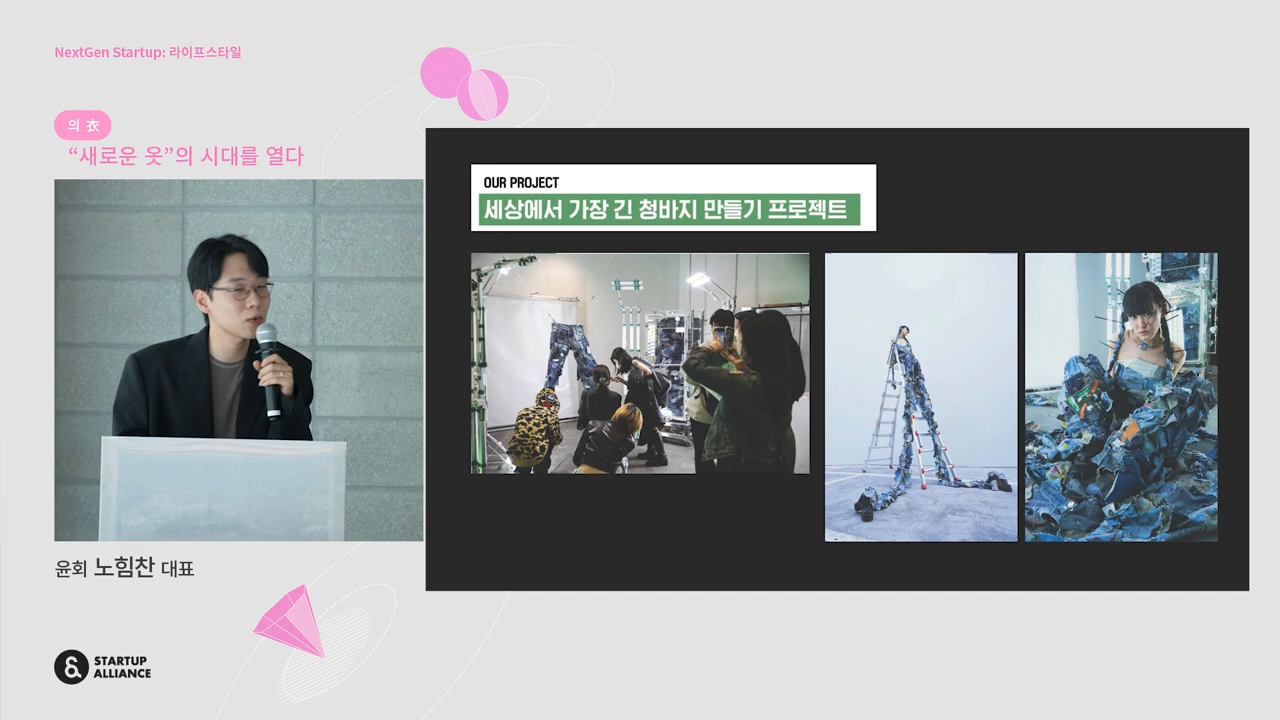 NextGen Startup: 라이프스타일
의 衣
“새로운 옷”의 시대를 열다
OUR PROJECT
세상에서 가장 긴 청바지 만들기 프로젝트
윤회 노힘찬 대표
STARTUP
ALLIANCE